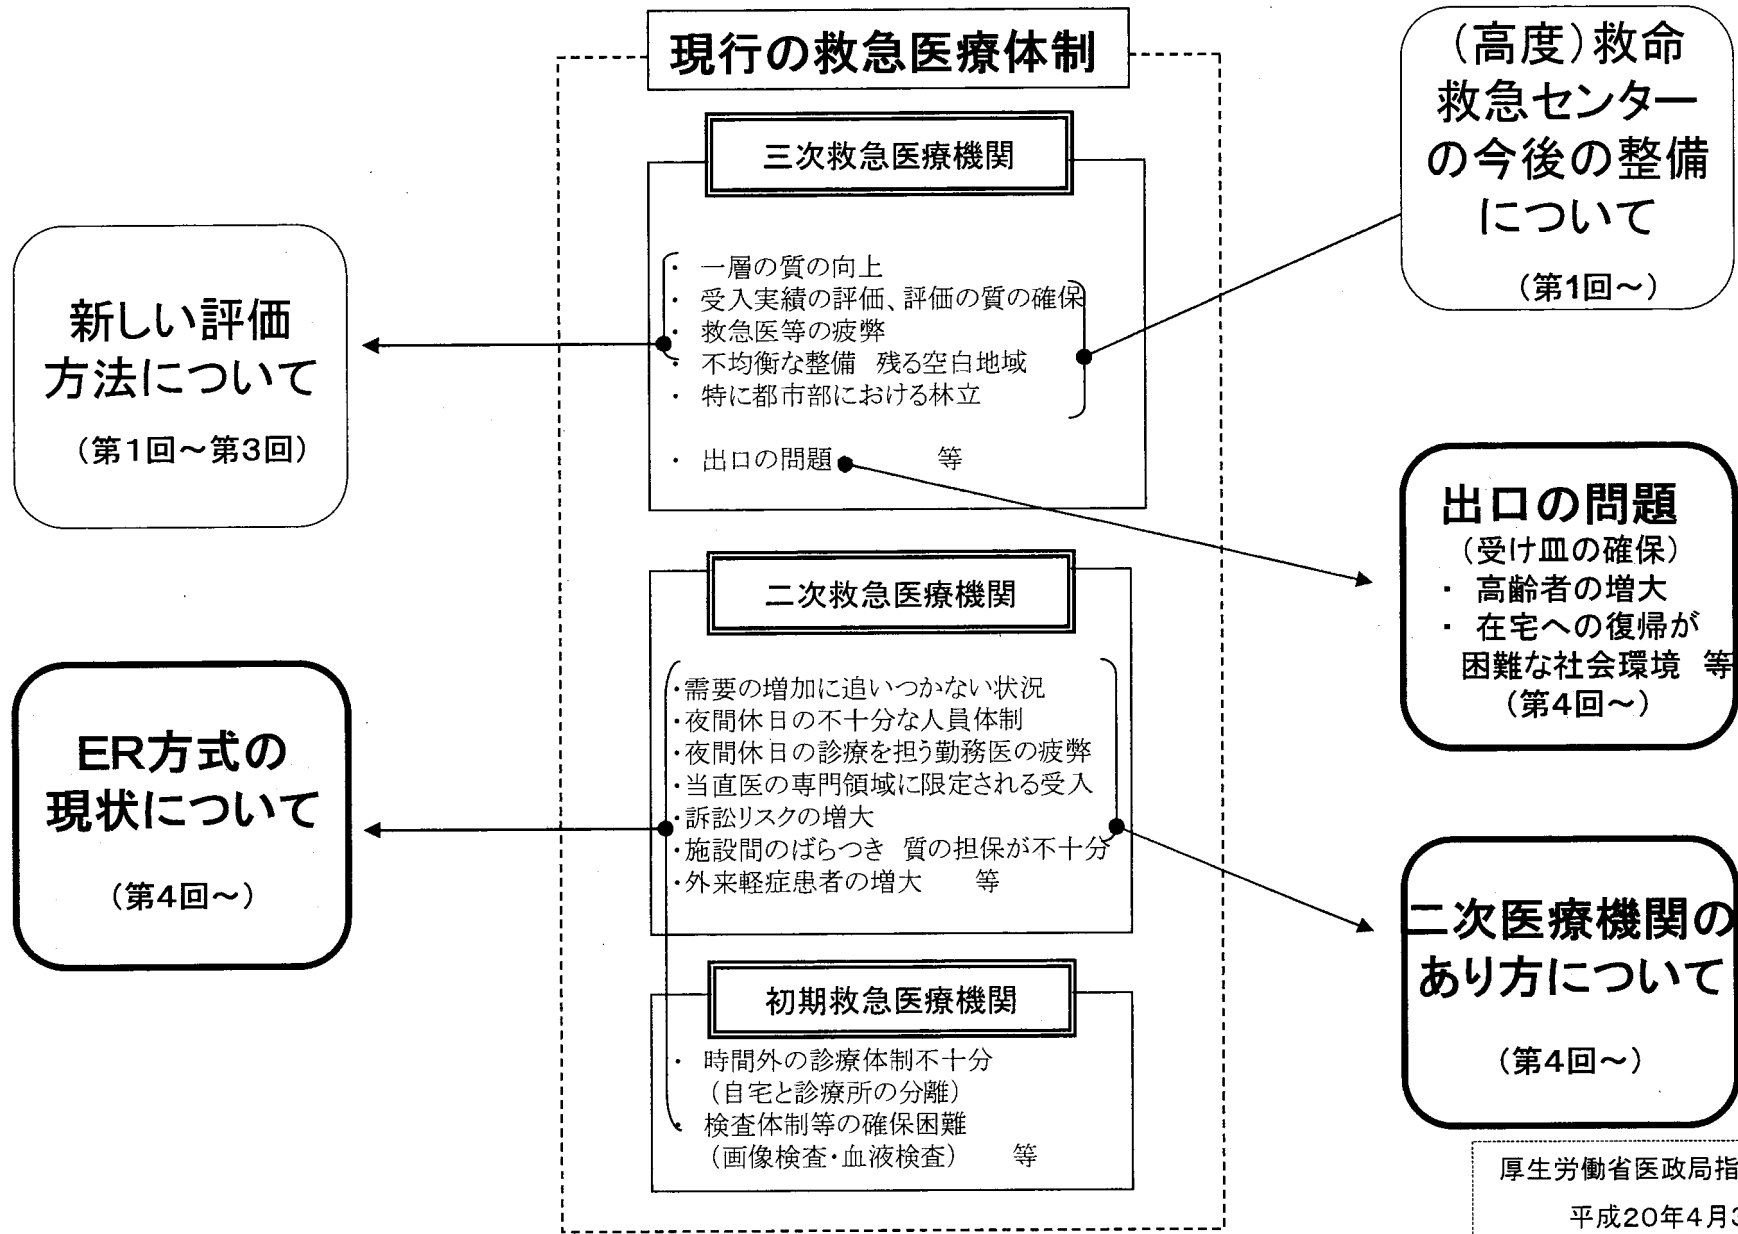 現行の救急医療体制
三次救急医療機関
・ 一層の質の向上
・ 受入実績の評価、評価の質の確保
・ 救急医等の疲弊
・ 不均衡な整備 残る空白地域
・ 特に都市部における林立
・ 出口の問題 等
二次救急医療機関
・需要の増加に追いつかない状況
・夜間休日の不十分な人員体制
・夜間休日の診療を担う勤務医の疲弊
・当直医の専門領域に限定される受入
・訴訟リスクの増大
・施設間のばらつき 質の担保が不十分
・外来軽症患者の増大 等
初期救急医療機関
・ 時間外の診療体制不十分
(自宅と診療所の分離)
・ 検査体制等の確保困難
(画像検査・血液検査) 等
新しい評価
方法について
(第1回～第3回)
ER方式の
現状について
(第4回～)
(高度)救命
救急センター
の今後の整備
について
(第1回～)
出口の問題
(受け皿の確保)
・ 高齢者の増大
・ 在宅への復帰が
困難な社会環境 等
(第4回～)
二次医療機関の
あり方について
(第4回～)
厚生労働省医政局指
平成20年4月3